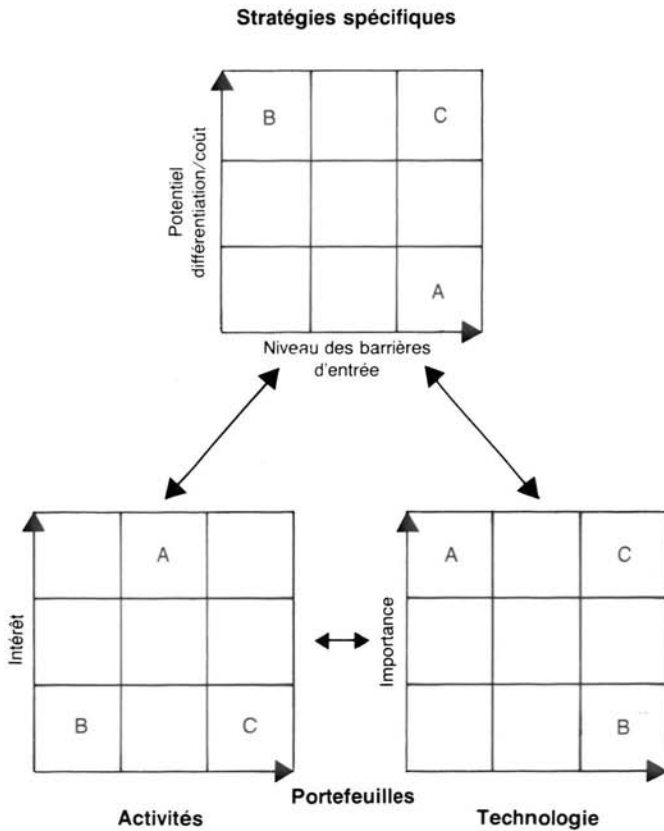 Stratégies spécifiques
Potentiel
différentiation/coût
B
C
A
Niveau des barrières
d'entrée
Intérêt
A
B
C
Importance
A
C
B
Portefeuilles
Activités
Technologie